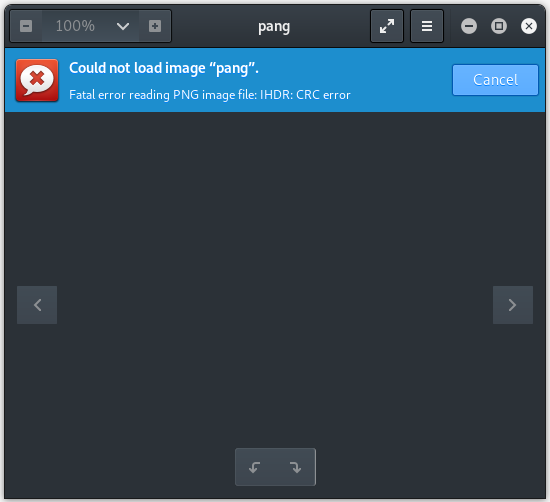 100%
pang
Could not load image “pang”.
Fatal error reading PNG image file: IHDR: CRC error
Cancel